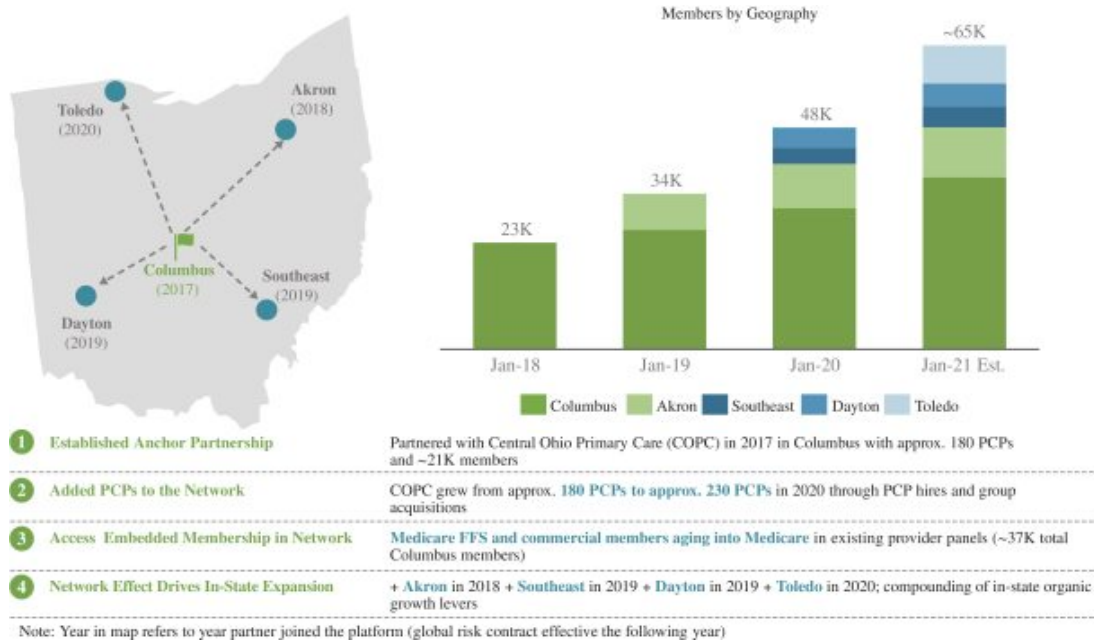 Members by Geography
Toledo
(2020)
Akron
(2018)
Columbus
(2017)
Southeast
(2019)
Dayton
(2019)
23K
34K
48K
~65K
Jan-18
Jan-19
Jan-20
Jan-21 Est.
Columbus
Akron
Southeast
Dayton
Toledo
1 Established Anchor Partnership
Partnered with Central Ohio Primary Care (COPC) in 2017 in Columbus with approx. 180 PCPs
and ~21K members
2 Added PCPs to the Network
COPC grew from approx. 180 PCPs to approx. 230 PCPs in 2020 through PCP hires and group
acquisitions
3 Access Embedded Membership in Network
Medicare FFS and commercial members aging into Medicare in existing provider panels (~37K total
Columbus members)
4 Network Effect Drives In-State Expansion
+ Akron in 2018 + Southeast in 2019 + Dayton in 2019 + Toledo in 2020; compounding of in-state organic
growth levers
Note: Year in map refers to year partner joined the platform (global risk contract effective the following year)